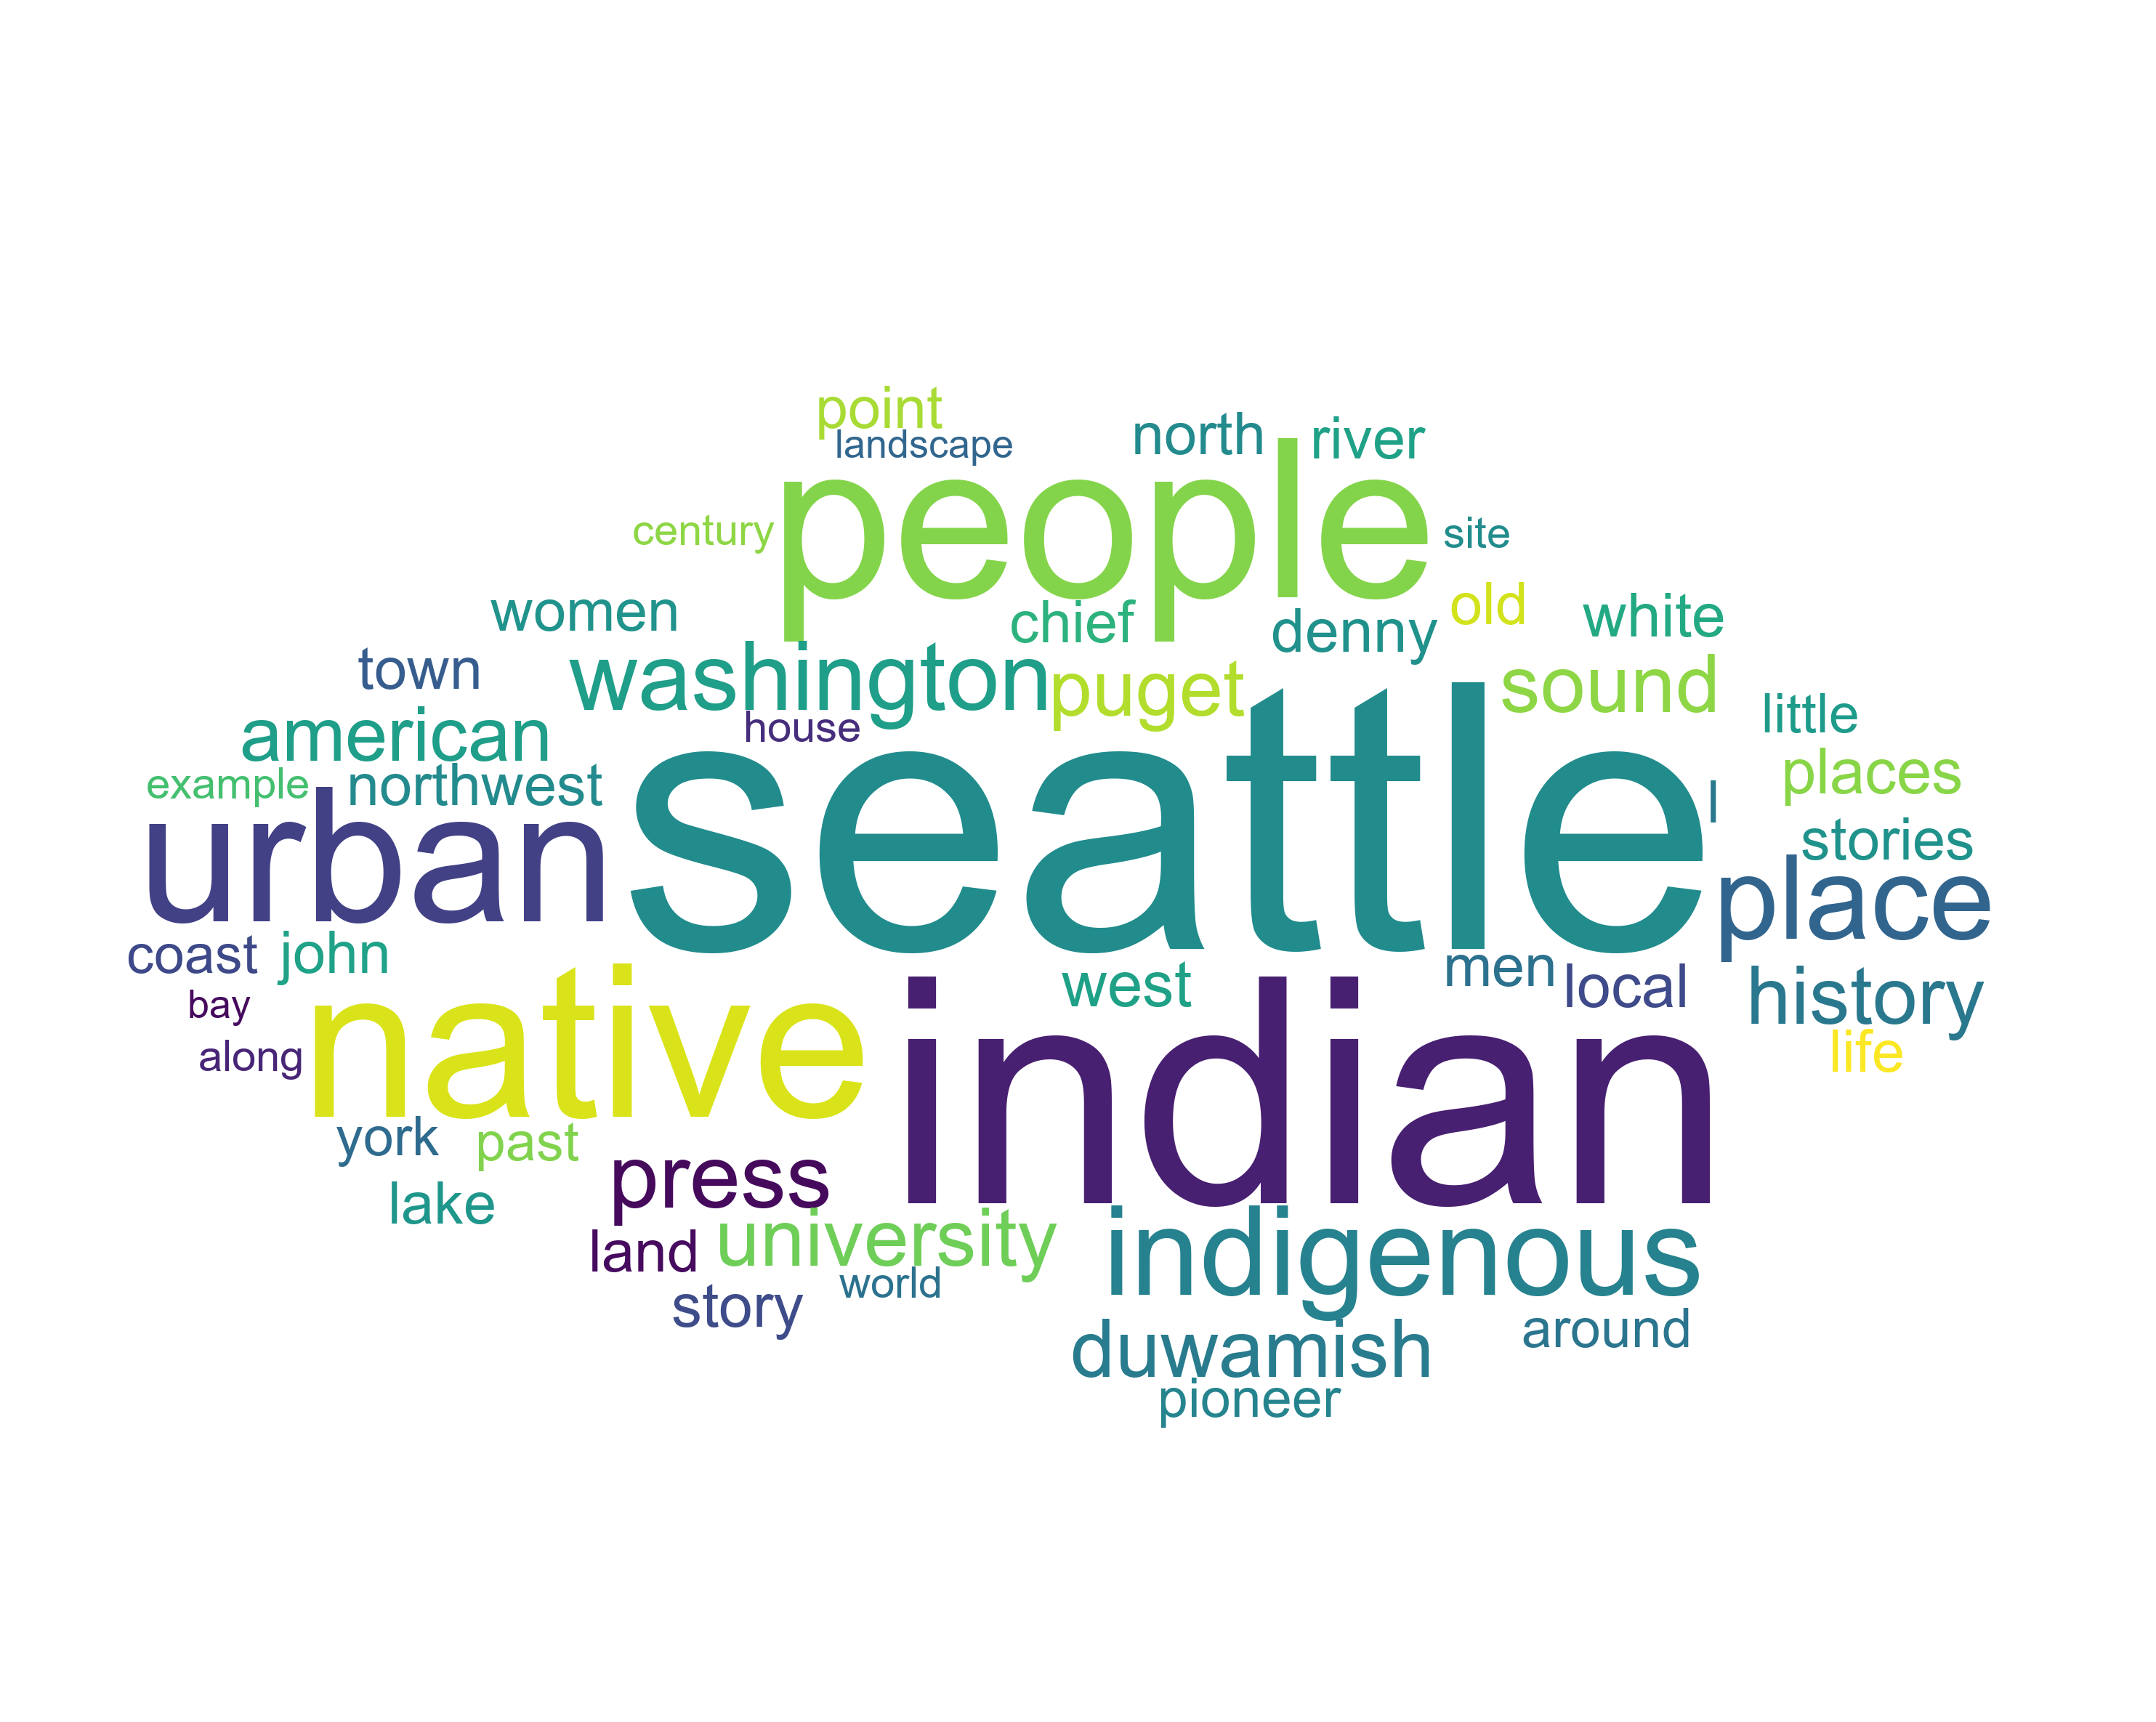 point
landscape
north
river
people
century
site
women
chief
denny
old
white
town
washington
puget
sound
american
house
little
example
northwest
places
urban
seattle
l
stories
place
coast
john
west
men
local
history
bay
along
native
indian
life
york
past
press
lake
land
university
indigenous
story
world
duwamish
around
pioneer